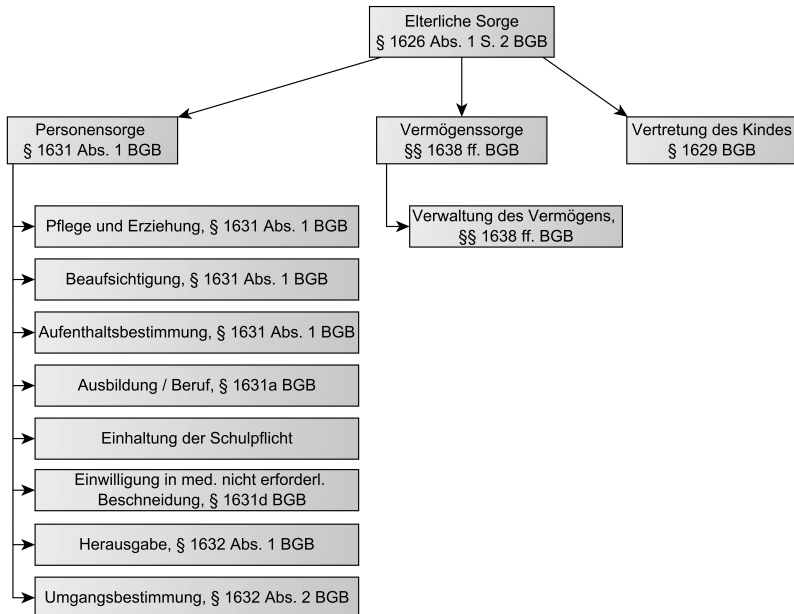 Elterliche Sorge
§ 1626 Abs. 1 S. 2 BGB
Personensorge
§ 1631 Abs. 1 BGB
Vermögenssorge
§§ 1638 ff. BGB
Vertretung des Kindes
§ 1629 BGB
Pflege und Erziehung, § 1631 Abs. 1 BGB
Verwaltung des Vermögens,
§§ 1638 ff. BGB
Beaufsichtigung, § 1631 Abs. 1 BGB
Aufenthaltsbestimmung, § 1631 Abs. 1 BGB
Ausbildung / Beruf, § 1631a BGB
Einhaltung der Schulpflicht
Einwilligung in med. nicht erforderl.
Beschneidung, § 1631d BGB
Herausgabe, § 1632 Abs. 1 BGB
Umgangsbestimmung, § 1632 Abs. 2 BGB